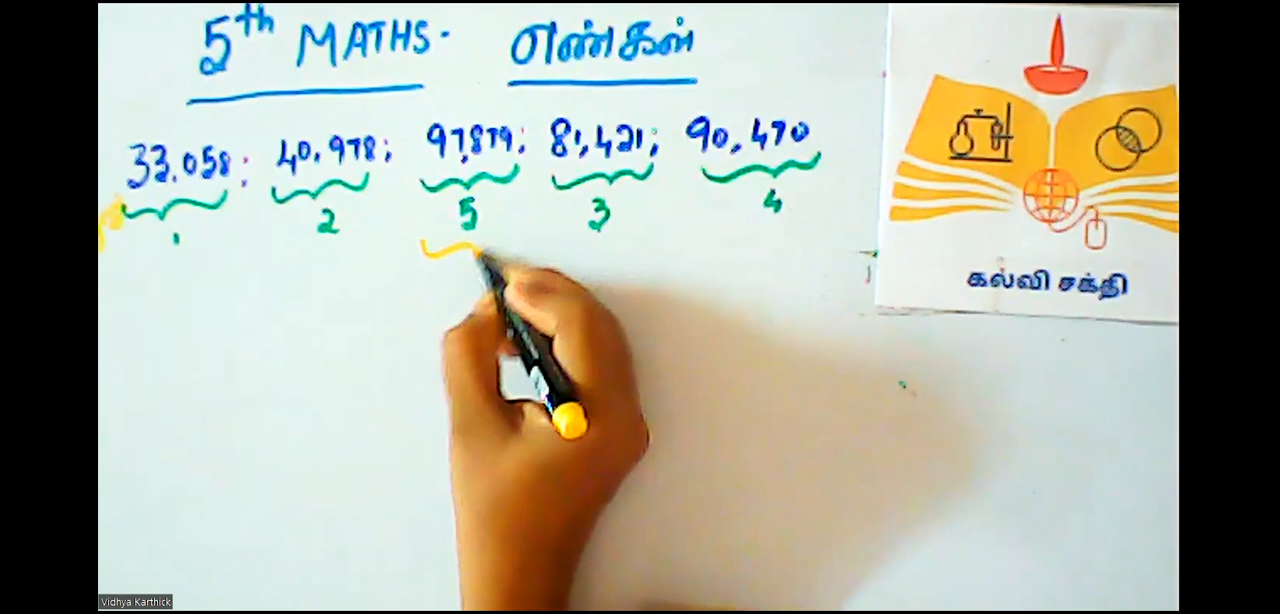 5th MATHS. எண்கள்
33,058; 40,978; 97,879; 81,421; 90,470
1 2 5 3 4
கல்வி சக்தி
Vidhya Karthick